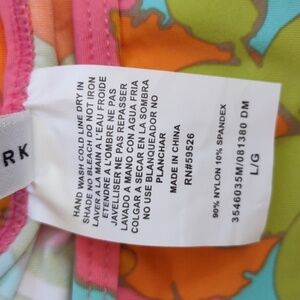 RK
HAND WASH COLD LINE DRY IN
SHADE NO BLEACH DO NOT IRON
LAVER A LA MAIN A L'EAU FROIDE
ETENDRE A L'OMBRE NE PAS
JAVELLISER NE PAS REPASSER
LAVADO A MANO CON AGUA FRIA
COLGAR A SECAR EN LA SOMBRA
NO USE BLANQUEADOR NO
PLANCHAR
MADE IN CHINA
RN#59526
90% NYLON 10% SPANDEX
3546035M/081380 DM
L/G